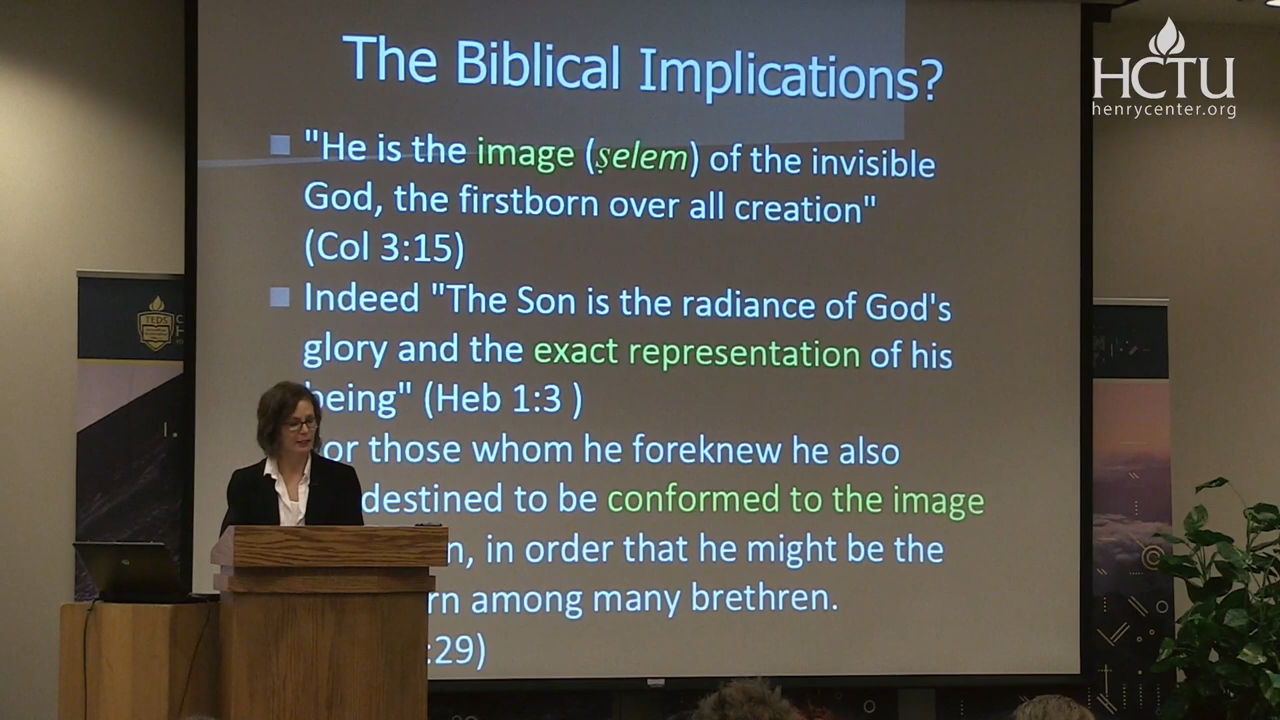 The Biblical Implications?
"He is the image (ṣelem) of the invisible
God, the firstborn over all creation"
(Col 3:15)
Indeed "The Son is the radiance of God's
glory and the exact representation of his
being" (Heb 1:3 )
or those whom he foreknew he also
destined to be conformed to the image
n, in order that he might be the
rn among many brethren.
:29)
HCTU
henrycenter.org
TEDS